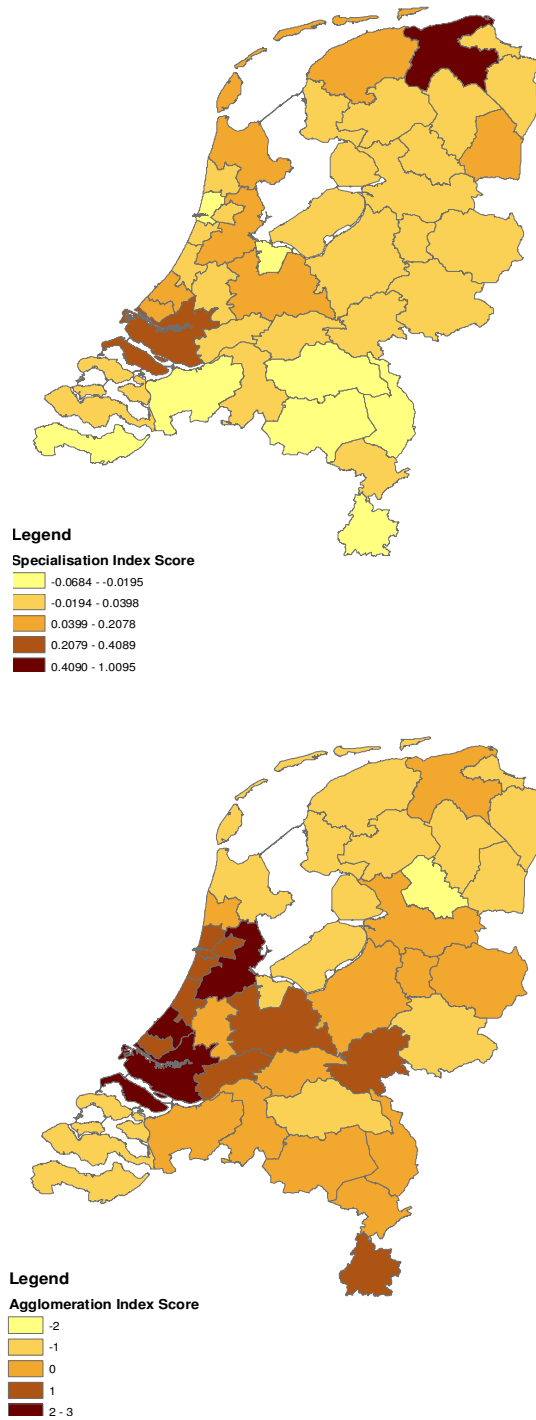 Legend
Specialisation Index Score
-0.0684 - -0.0195
-0.0194 - 0.0398
0.0399 - 0.2078
0.2079 - 0.4089
0.4090 - 1.0095
Legend
Agglomeration Index Score
-2
-1
0
1
2 - 3